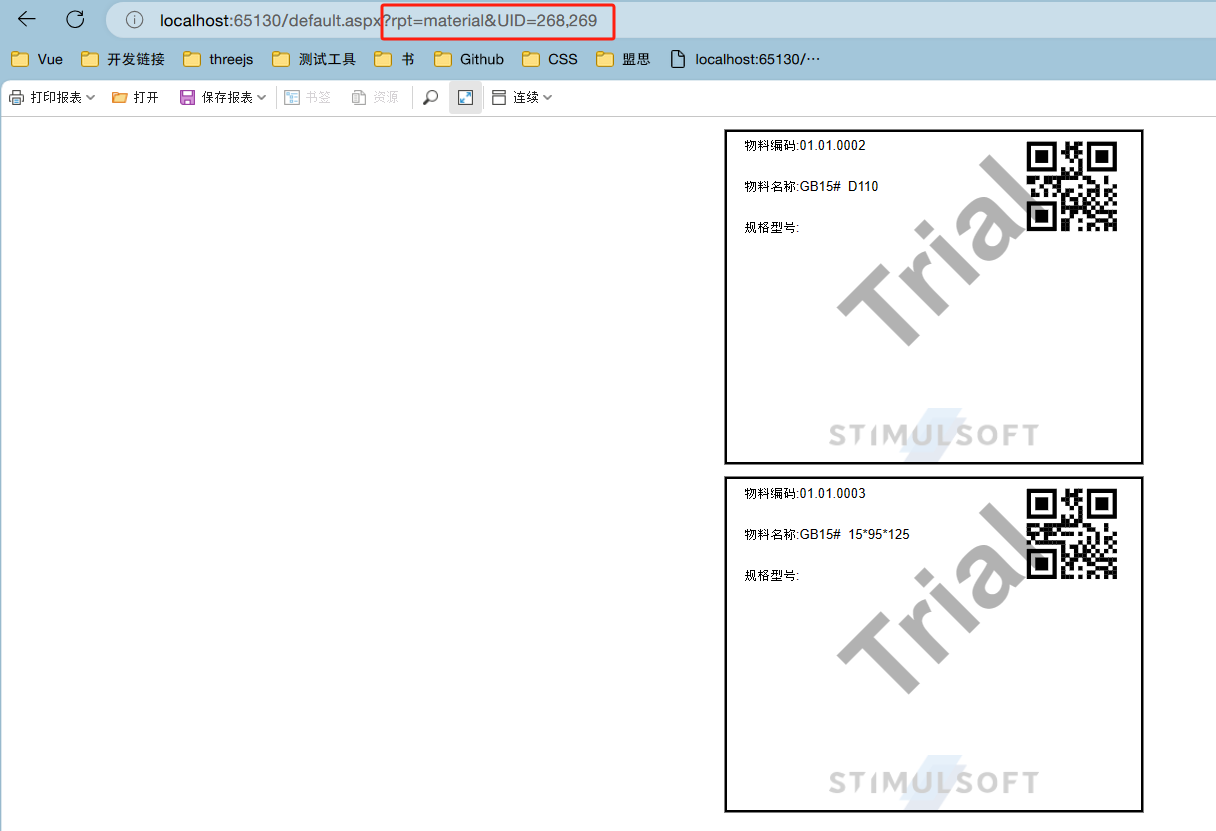 localhost:65130/default.aspx?rpt=material&UID=268,269
Vue 开发链接 threejs 测试工具 书 Github CSS 盟思 localhost:65130/…
打印报表 打开 保存报表 书签 资源 连续
物料编码:01.01.0002
物料名称:GB15# D110
规格型号:
Trial
STIMULSOFT
物料编码:01.01.0003
物料名称:GB15# 15*95*125
规格型号:
Trial
STIMULSOFT